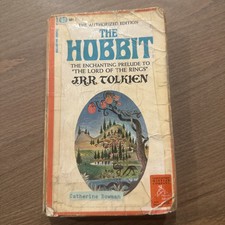 THE AUTHORIZED EDITION
THE
HOBBIT
THE ENCHANTING PRELUDE TO
"THE LORD OF THE RINGS"
J.R.R. TOLKIEN
Catherine Bowman